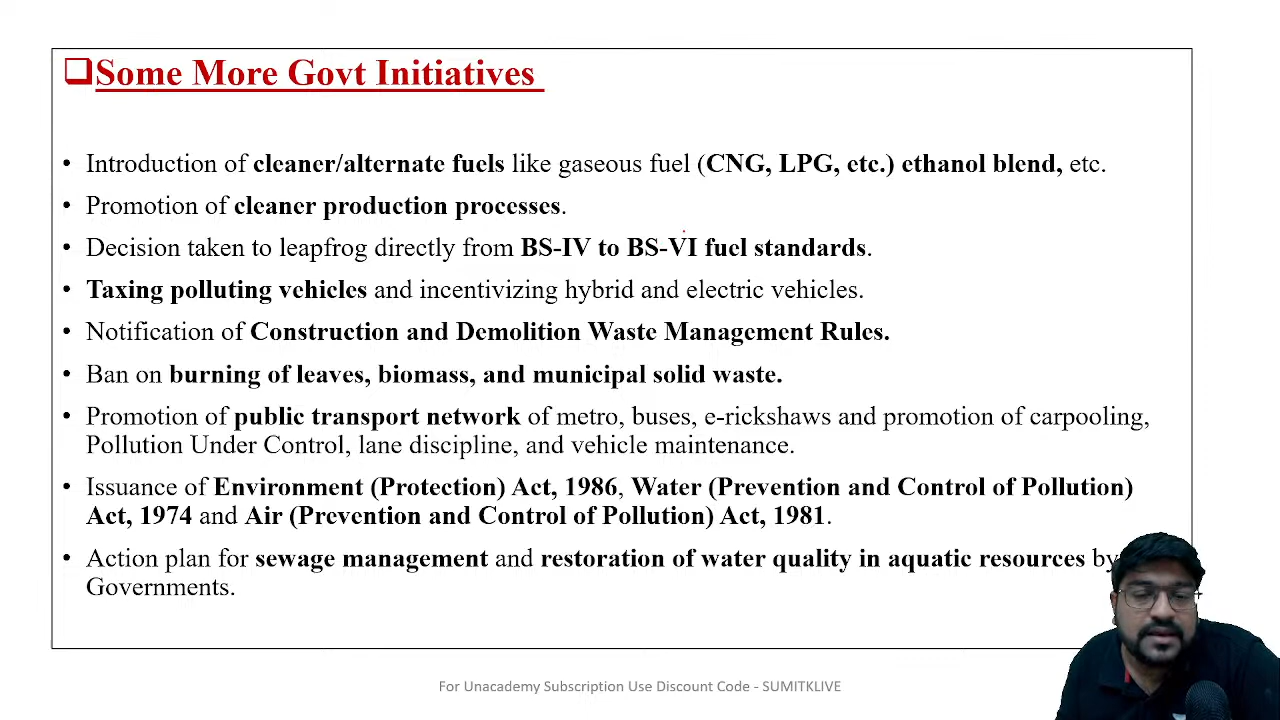 Some More Govt Initiatives
• Introduction of cleaner/alternate fuels like gaseous fuel (CNG, LPG, etc.) ethanol blend, etc.
• Promotion of cleaner production processes.
• Decision taken to leapfrog directly from BS-IV to BS-VI fuel standards.
• Taxing polluting vehicles and incentivizing hybrid and electric vehicles.
• Notification of Construction and Demolition Waste Management Rules.
• Ban on burning of leaves, biomass, and municipal solid waste.
• Promotion of public transport network of metro, buses, e-rickshaws and promotion of carpooling,
Pollution Under Control, lane discipline, and vehicle maintenance.
• Issuance of Environment (Protection) Act, 1986, Water (Prevention and Control of Pollution)
Act, 1974 and Air (Prevention and Control of Pollution) Act, 1981.
• Action plan for sewage management and restoration of water quality in aquatic resources by
Governments.
For Unacademy Subscription Use Discount Code - SUMITKLIVE